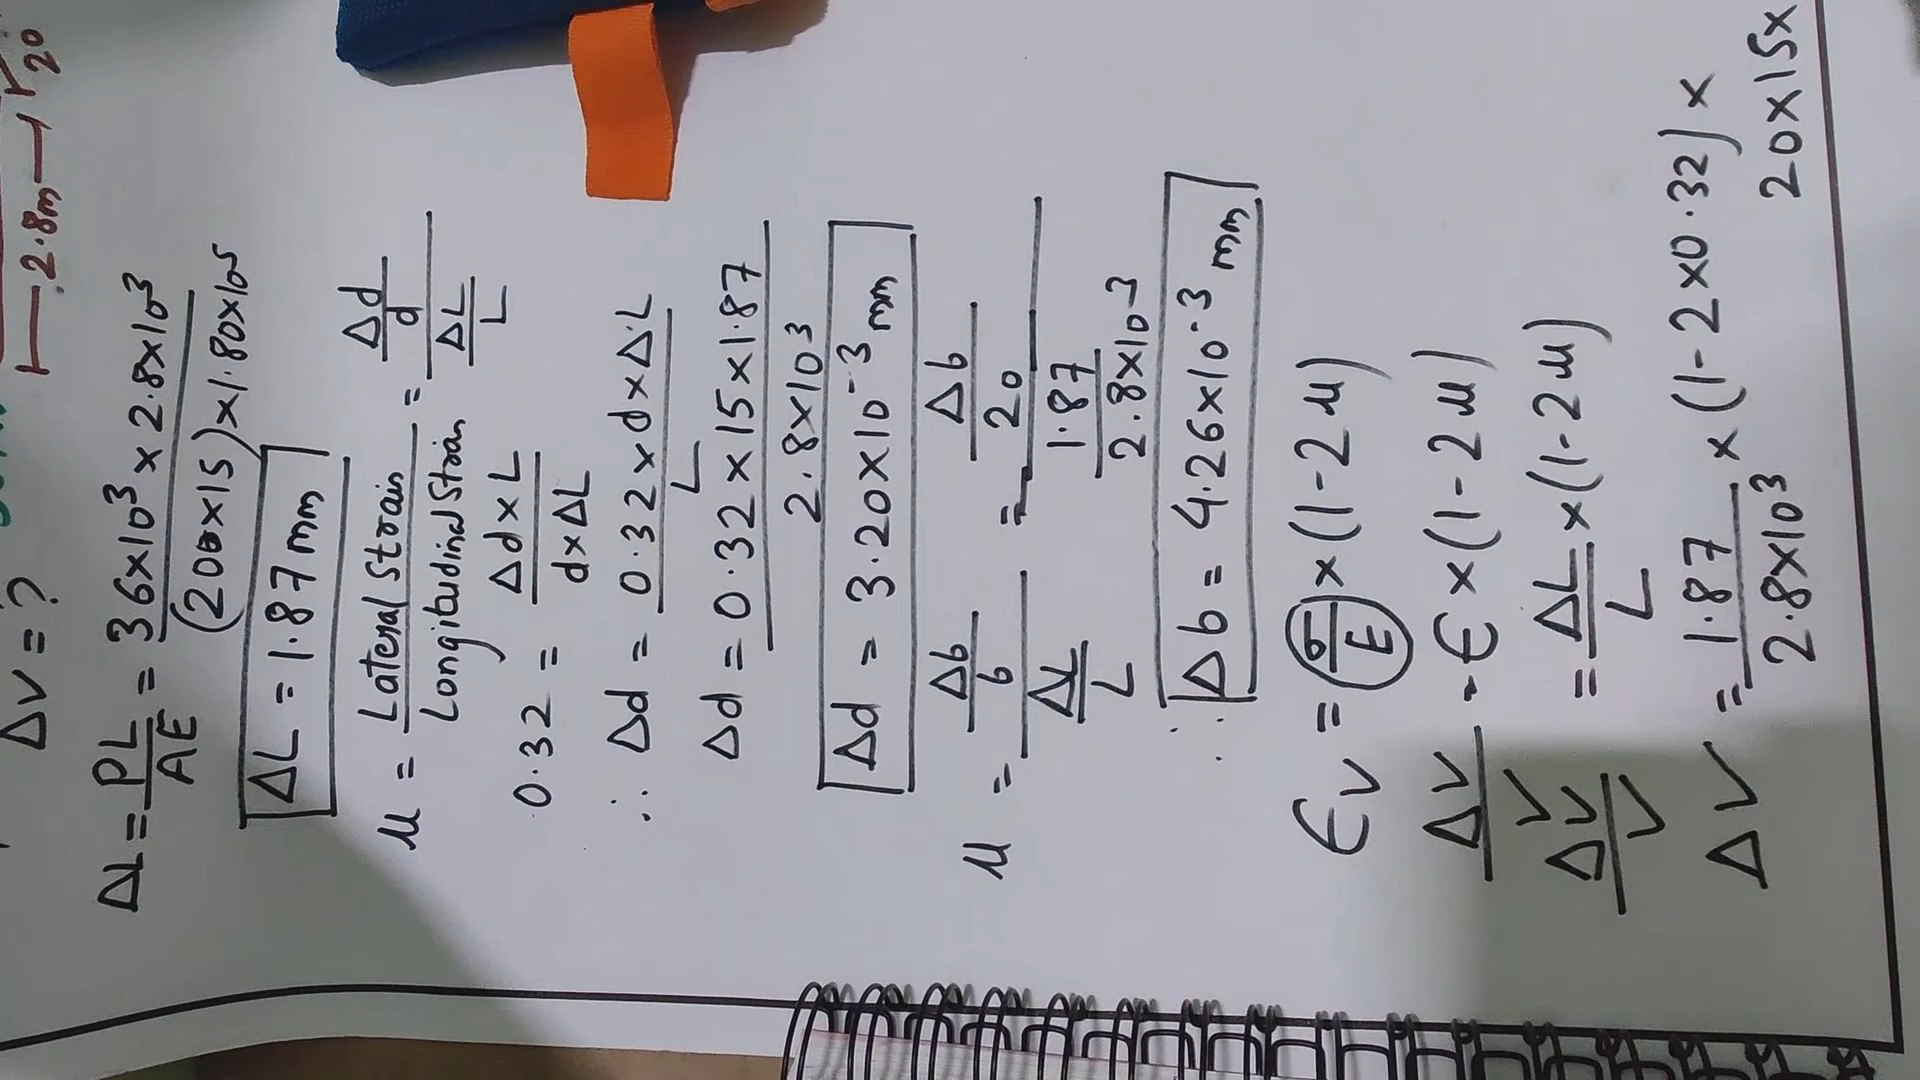 ΔV = ?
2.8m
20
ΔL = PL/AE = 36×10³ × 2.8×10³ / (20×15) × 1.80×10⁵
ΔL = 1.87 mm
μ = Lateral Strain / Longitudinal Strain = (Δd/d) / (ΔL/L)
0.32 = Δd × L / d × ΔL
∴ Δd = 0.32 × d × ΔL / L
Δd = 0.32 × 15 × 1.87 / 2.8×10³
Δd = 3.20×10⁻³ mm
μ = (Δb/b) / (ΔL/L) = (Δb/20) / (1.87 / 2.8×10⁻³)
∴ Δb = 4.26×10⁻³ mm
ϵv = (σ/E) × (1-2μ)
ΔV/V = ϵ × (1-2μ)
ΔV/V = ΔL/L × (1-2μ)
ΔV = 1.87 / 2.8×10³ × (1-2×0.32) ×
20×15×